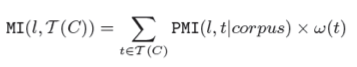 MI(l, 𝒯(C)) = ∑ PMI(l, t|corpus) × ω(t)
t∈𝒯(C)